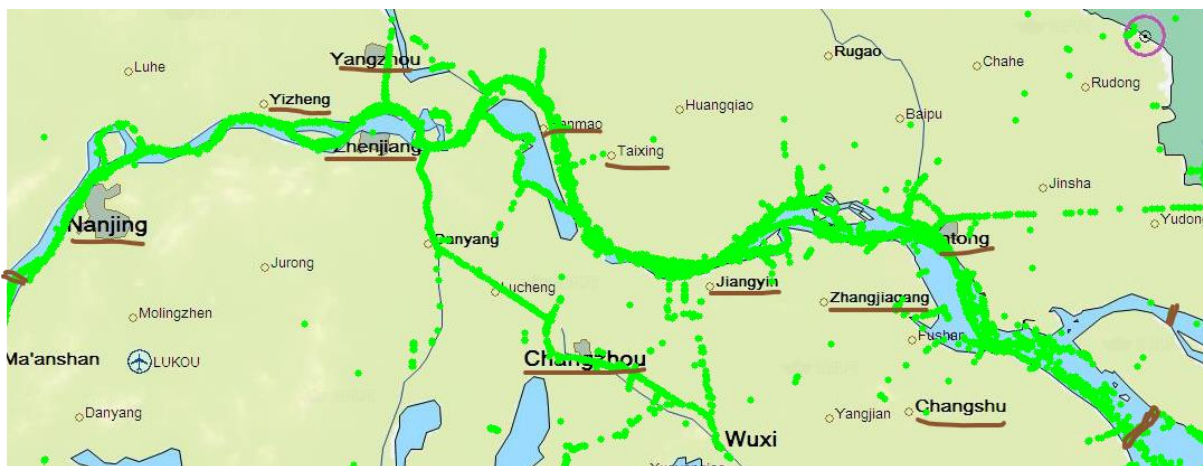 Yangzhou
Rugao
Luhe
Chahe
Rudong
Yizheng
Huangqiao
Baipu
Zhenjiang
Taixing
Jinsha
Nanjing
Yudong
Danyang
Jurong
Lucheng
Jiangyin
Zhangjiagang
Molingzhen
Fushan
Ma'anshan
LUKOU
Changzhou
Danyang
Yangjian
Changshu
Wuxi